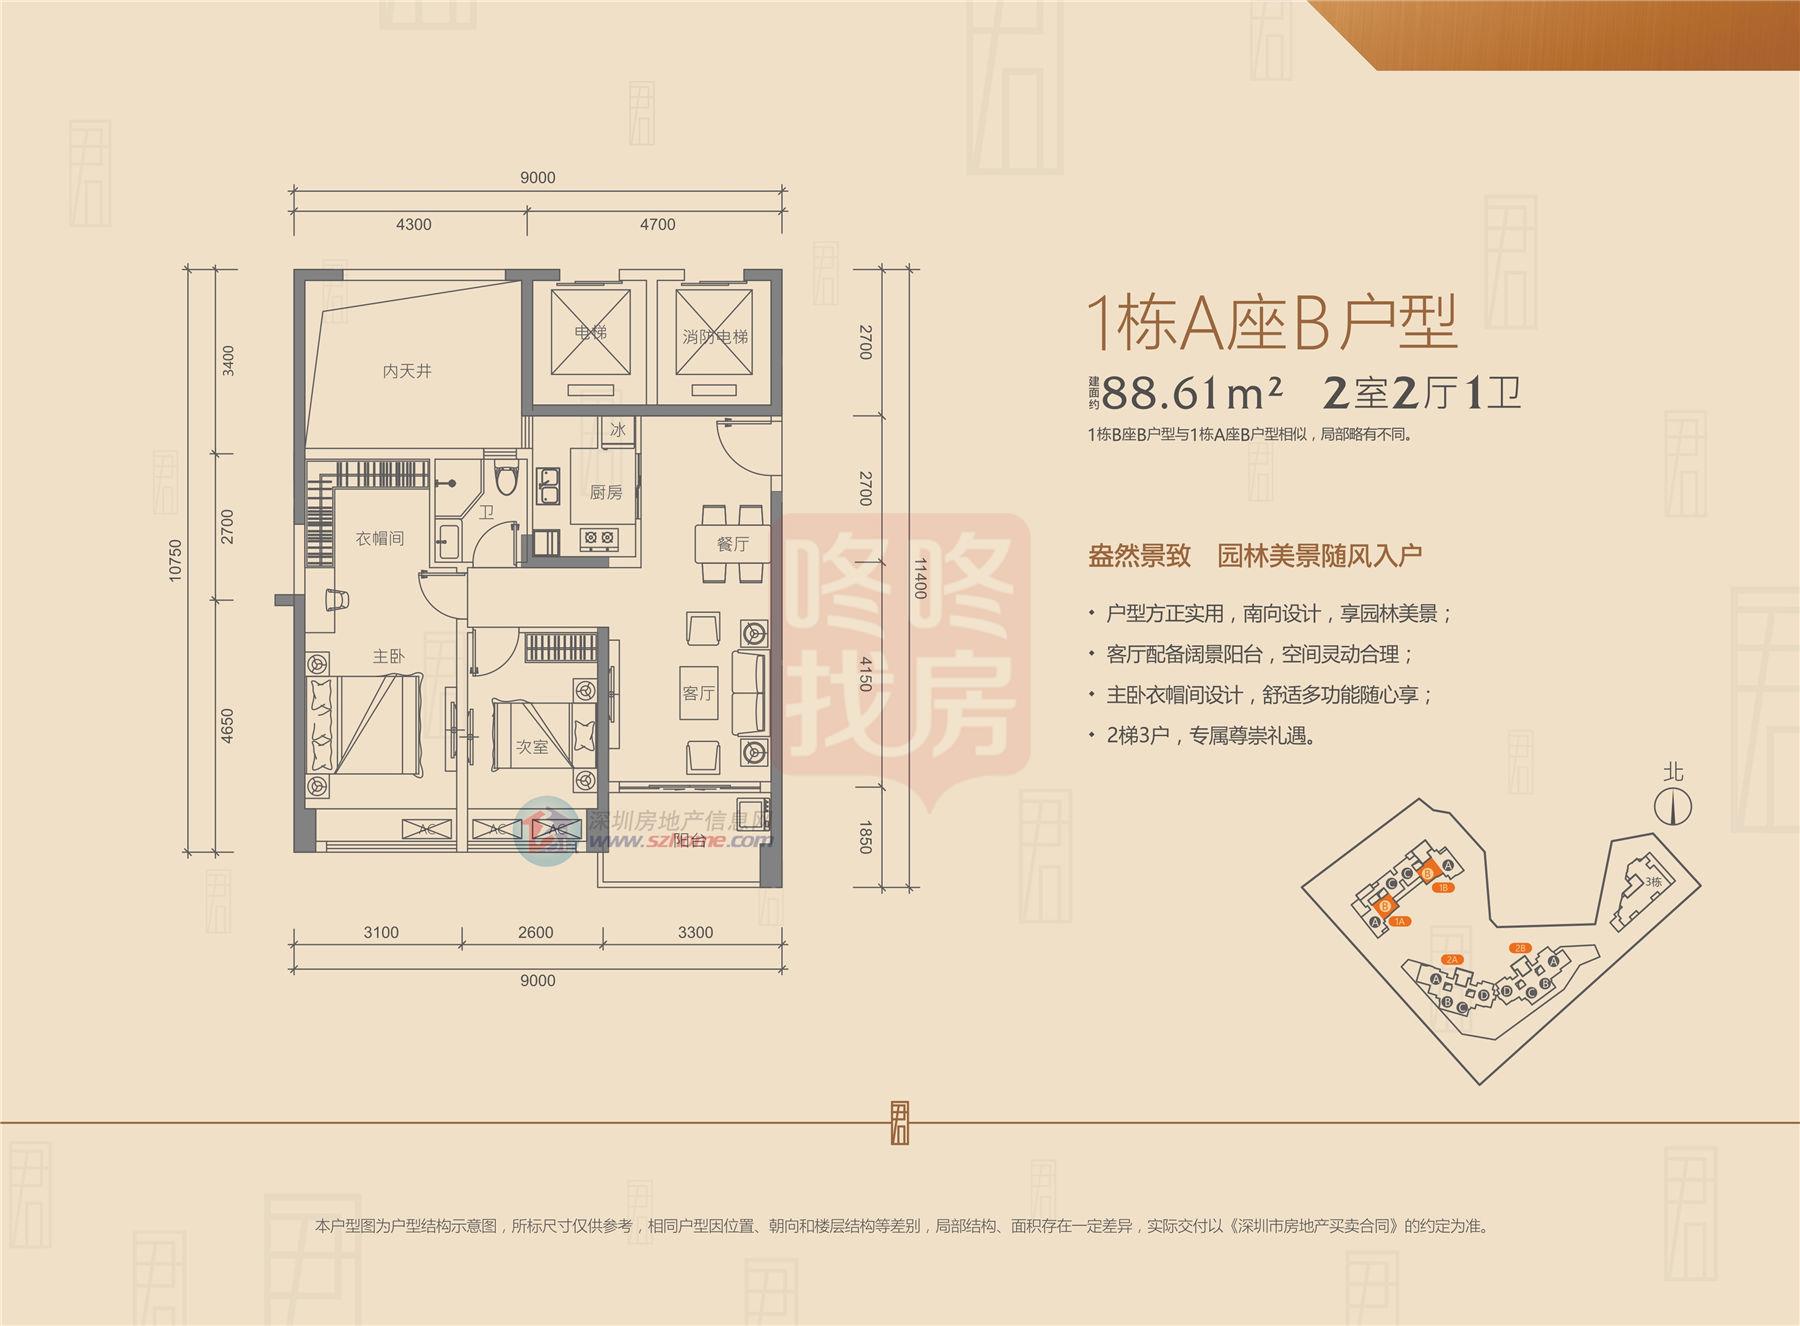 9000
4300
4700
10750
3400
2700
4650
2700
2700
4150
1850
11400
3100
2600
3300
9000
内天井
电梯
消防电梯
冰
厨房
卫
衣帽间
餐厅
主卧
客厅
次室
AC
AC
AC
阳台
深圳房地产信息网
www.szhome.com
咚咚
找房
1栋A座B户型
建面约88.61m² 2室2厅1卫
1栋B座B户型与1栋A座B户型相似，局部略有不同。
盎然景致 园林美景随风入户
• 户型方正实用，南向设计，享园林美景；
• 客厅配备阔景阳台，空间灵动合理；
• 主卧衣帽间设计，舒适多功能随心享；
• 2梯3户，专属尊崇礼遇。
北
A
B
1B
C
C
B
1A
A
3栋
2A
2B
A
B
C
D
D
C
B
A
本户型图为户型结构示意图，所标尺寸仅供参考，相同户型因位置、朝向和楼层结构等差别，局部结构、面积存在一定差异，实际交付以《深圳市房地产买卖合同》的约定为准。